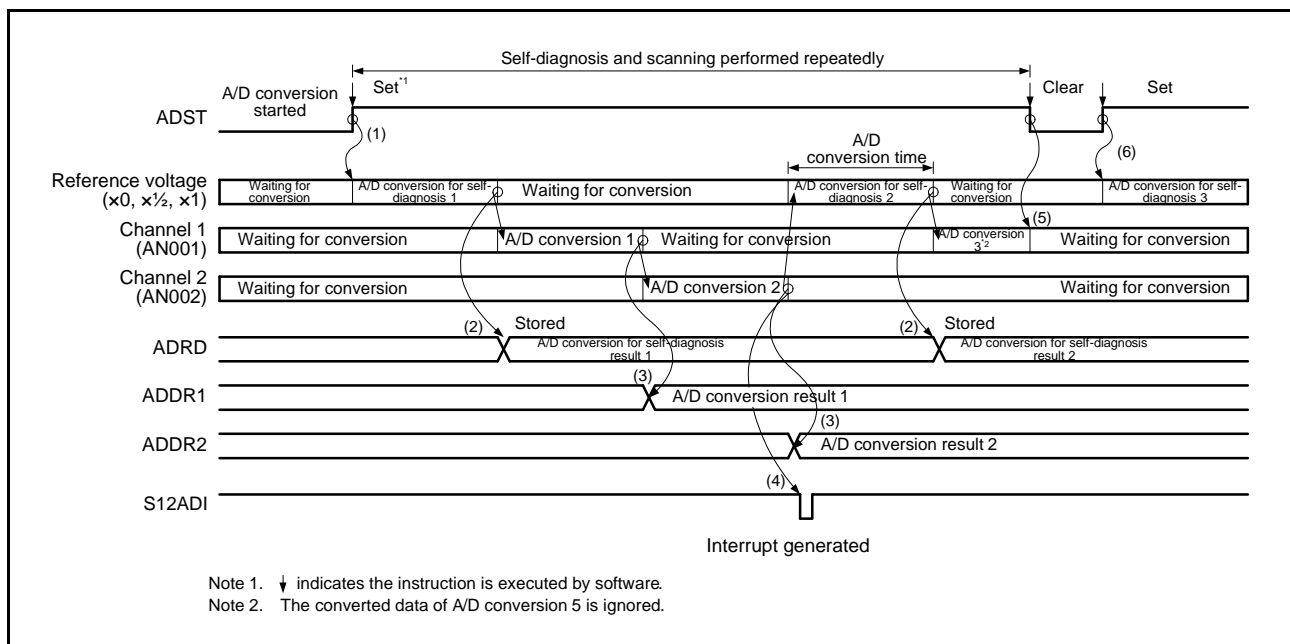 Self-diagnosis and scanning performed repeatedly
A/D conversion
started
Set*1
Clear
Set
ADST
(1)
A/D
conversion time
(6)
Reference voltage
(×0, ×½, ×1)
Waiting for
conversion
A/D conversion for self-
diagnosis 1
Waiting for conversion
A/D conversion for self-
diagnosis 2
Waiting for
conversion
A/D conversion for self-
diagnosis 3
(5)
Channel 1
(AN001)
Waiting for conversion
A/D conversion 1
Waiting for conversion
A/D conversion
3*2
Waiting for conversion
Channel 2
(AN002)
Waiting for conversion
A/D conversion 2
Waiting for conversion
(2)
Stored
(2)
Stored
ADRD
A/D conversion for self-diagnosis
result 1
A/D conversion for self-diagnosis
result 2
(3)
ADDR1
A/D conversion result 1
(3)
ADDR2
A/D conversion result 2
(4)
S12ADI
Interrupt generated
Note 1. ↓ indicates the instruction is executed by software.
Note 2. The converted data of A/D conversion 5 is ignored.